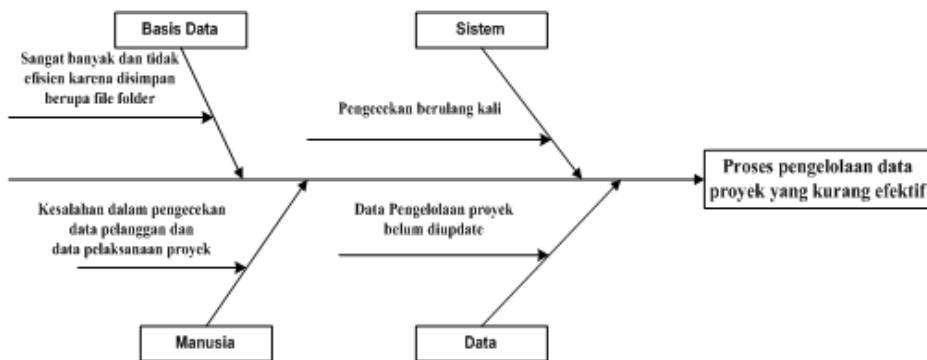 Basis Data
Sistem
Sangat banyak dan tidak
efisien karena disimpan
berupa file folder
Pengecekan berulang kali
Proses pengelolaan data
proyek yang kurang efektif
Kesalahan dalam pengecekan
data pelanggan dan
data pelaksanaan proyek
Data Pengelolaan proyek
belum diupdate
Manusia
Data